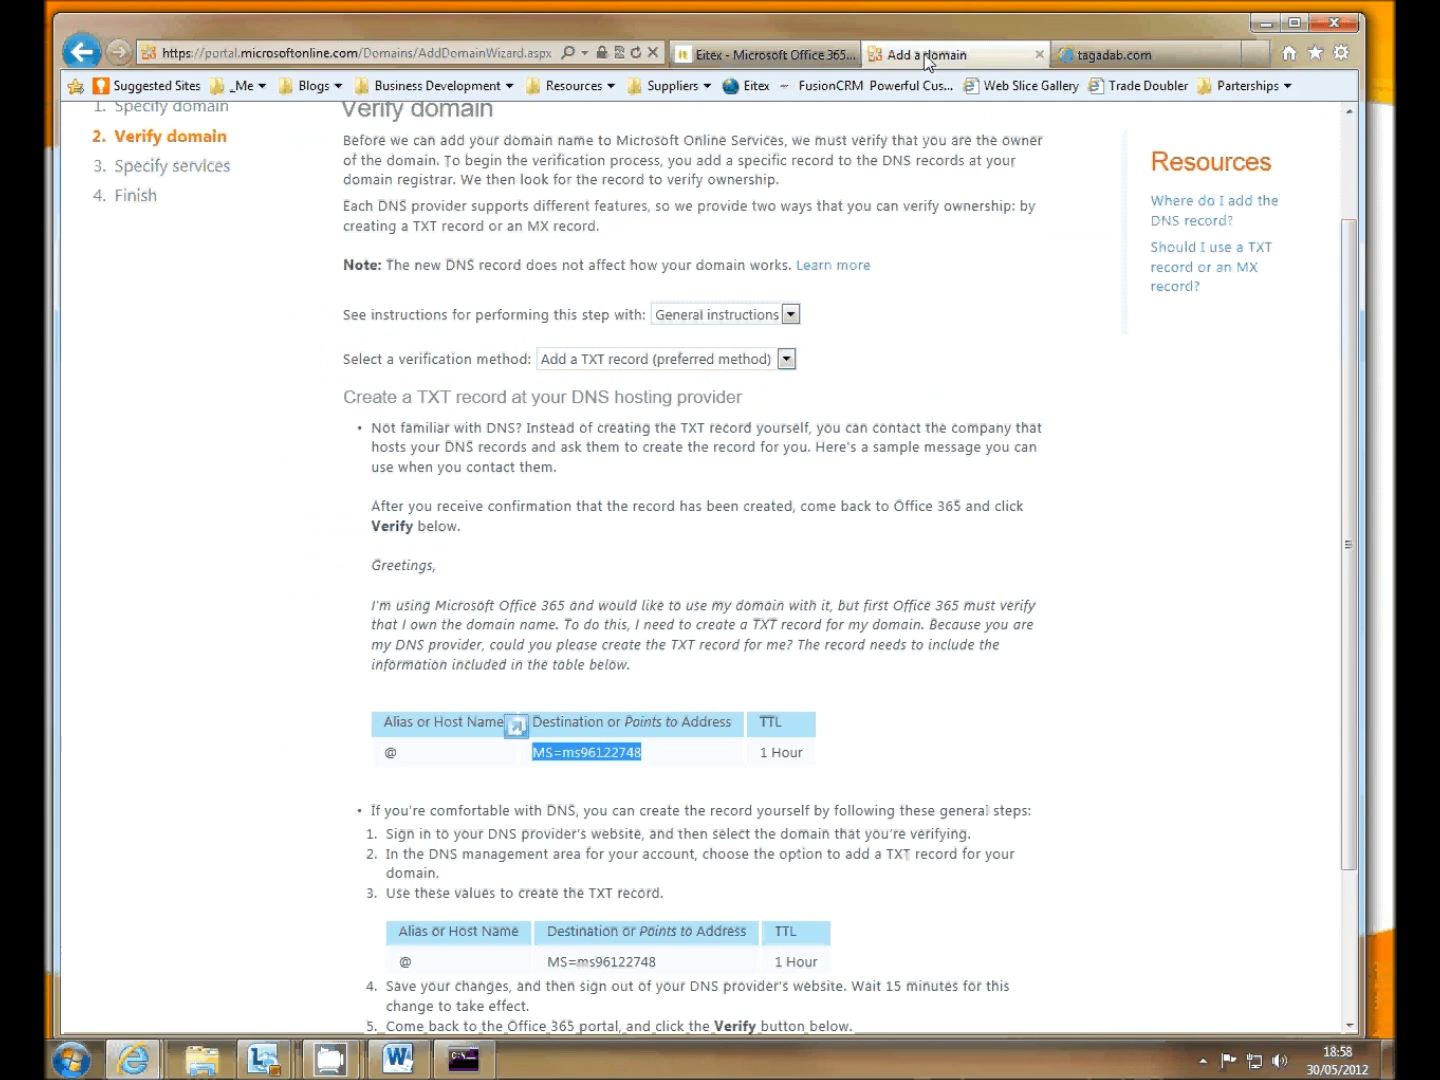 https://portal.microsoftonline.com/Domains/AddDomainWizard.aspx
Eitex - Microsoft Office 365...
Add a domain
tagadab.com
Suggested Sites
_Me
Blogs
Business Development
Resources
Suppliers
Eitex
FusionCRM Powerful Cus...
Web Slice Gallery
Trade Doubler
Parterships
1. Specify domain
2. Verify domain
3. Specify services
4. Finish
Verify domain
Before we can add your domain name to Microsoft Online Services, we must verify that you are the owner
of the domain. To begin the verification process, you add a specific record to the DNS records at your
domain registrar. We then look for the record to verify ownership.
Each DNS provider supports different features, so we provide two ways that you can verify ownership: by
creating a TXT record or an MX record.
Note: The new DNS record does not affect how your domain works. Learn more
See instructions for performing this step with: General instructions
Select a verification method: Add a TXT record (preferred method)
Create a TXT record at your DNS hosting provider
• Not familiar with DNS? Instead of creating the TXT record yourself, you can contact the company that
hosts your DNS records and ask them to create the record for you. Here's a sample message you can
use when you contact them.
After you receive confirmation that the record has been created, come back to Office 365 and click
Verify below.
Greetings,
I'm using Microsoft Office 365 and would like to use my domain with it, but first Office 365 must verify
that I own the domain name. To do this, I need to create a TXT record for my domain. Because you are
my DNS provider, could you please create the TXT record for me? The record needs to include the
information included in the table below.
Alias or Host Name Destination or Points to Address TTL
@ MS=ms96122748 1 Hour
• If you're comfortable with DNS, you can create the record yourself by following these general steps:
1. Sign in to your DNS provider's website, and then select the domain that you're verifying.
2. In the DNS management area for your account, choose the option to add a TXT record for your
domain.
3. Use these values to create the TXT record.
Alias or Host Name Destination or Points to Address TTL
@ MS=ms96122748 1 Hour
4. Save your changes, and then sign out of your DNS provider's website. Wait 15 minutes for this
change to take effect.
5. Come back to the Office 365 portal, and click the Verify button below.
Resources
Where do I add the
DNS record?
Should I use a TXT
record or an MX
record?
18:58
30/05/2012